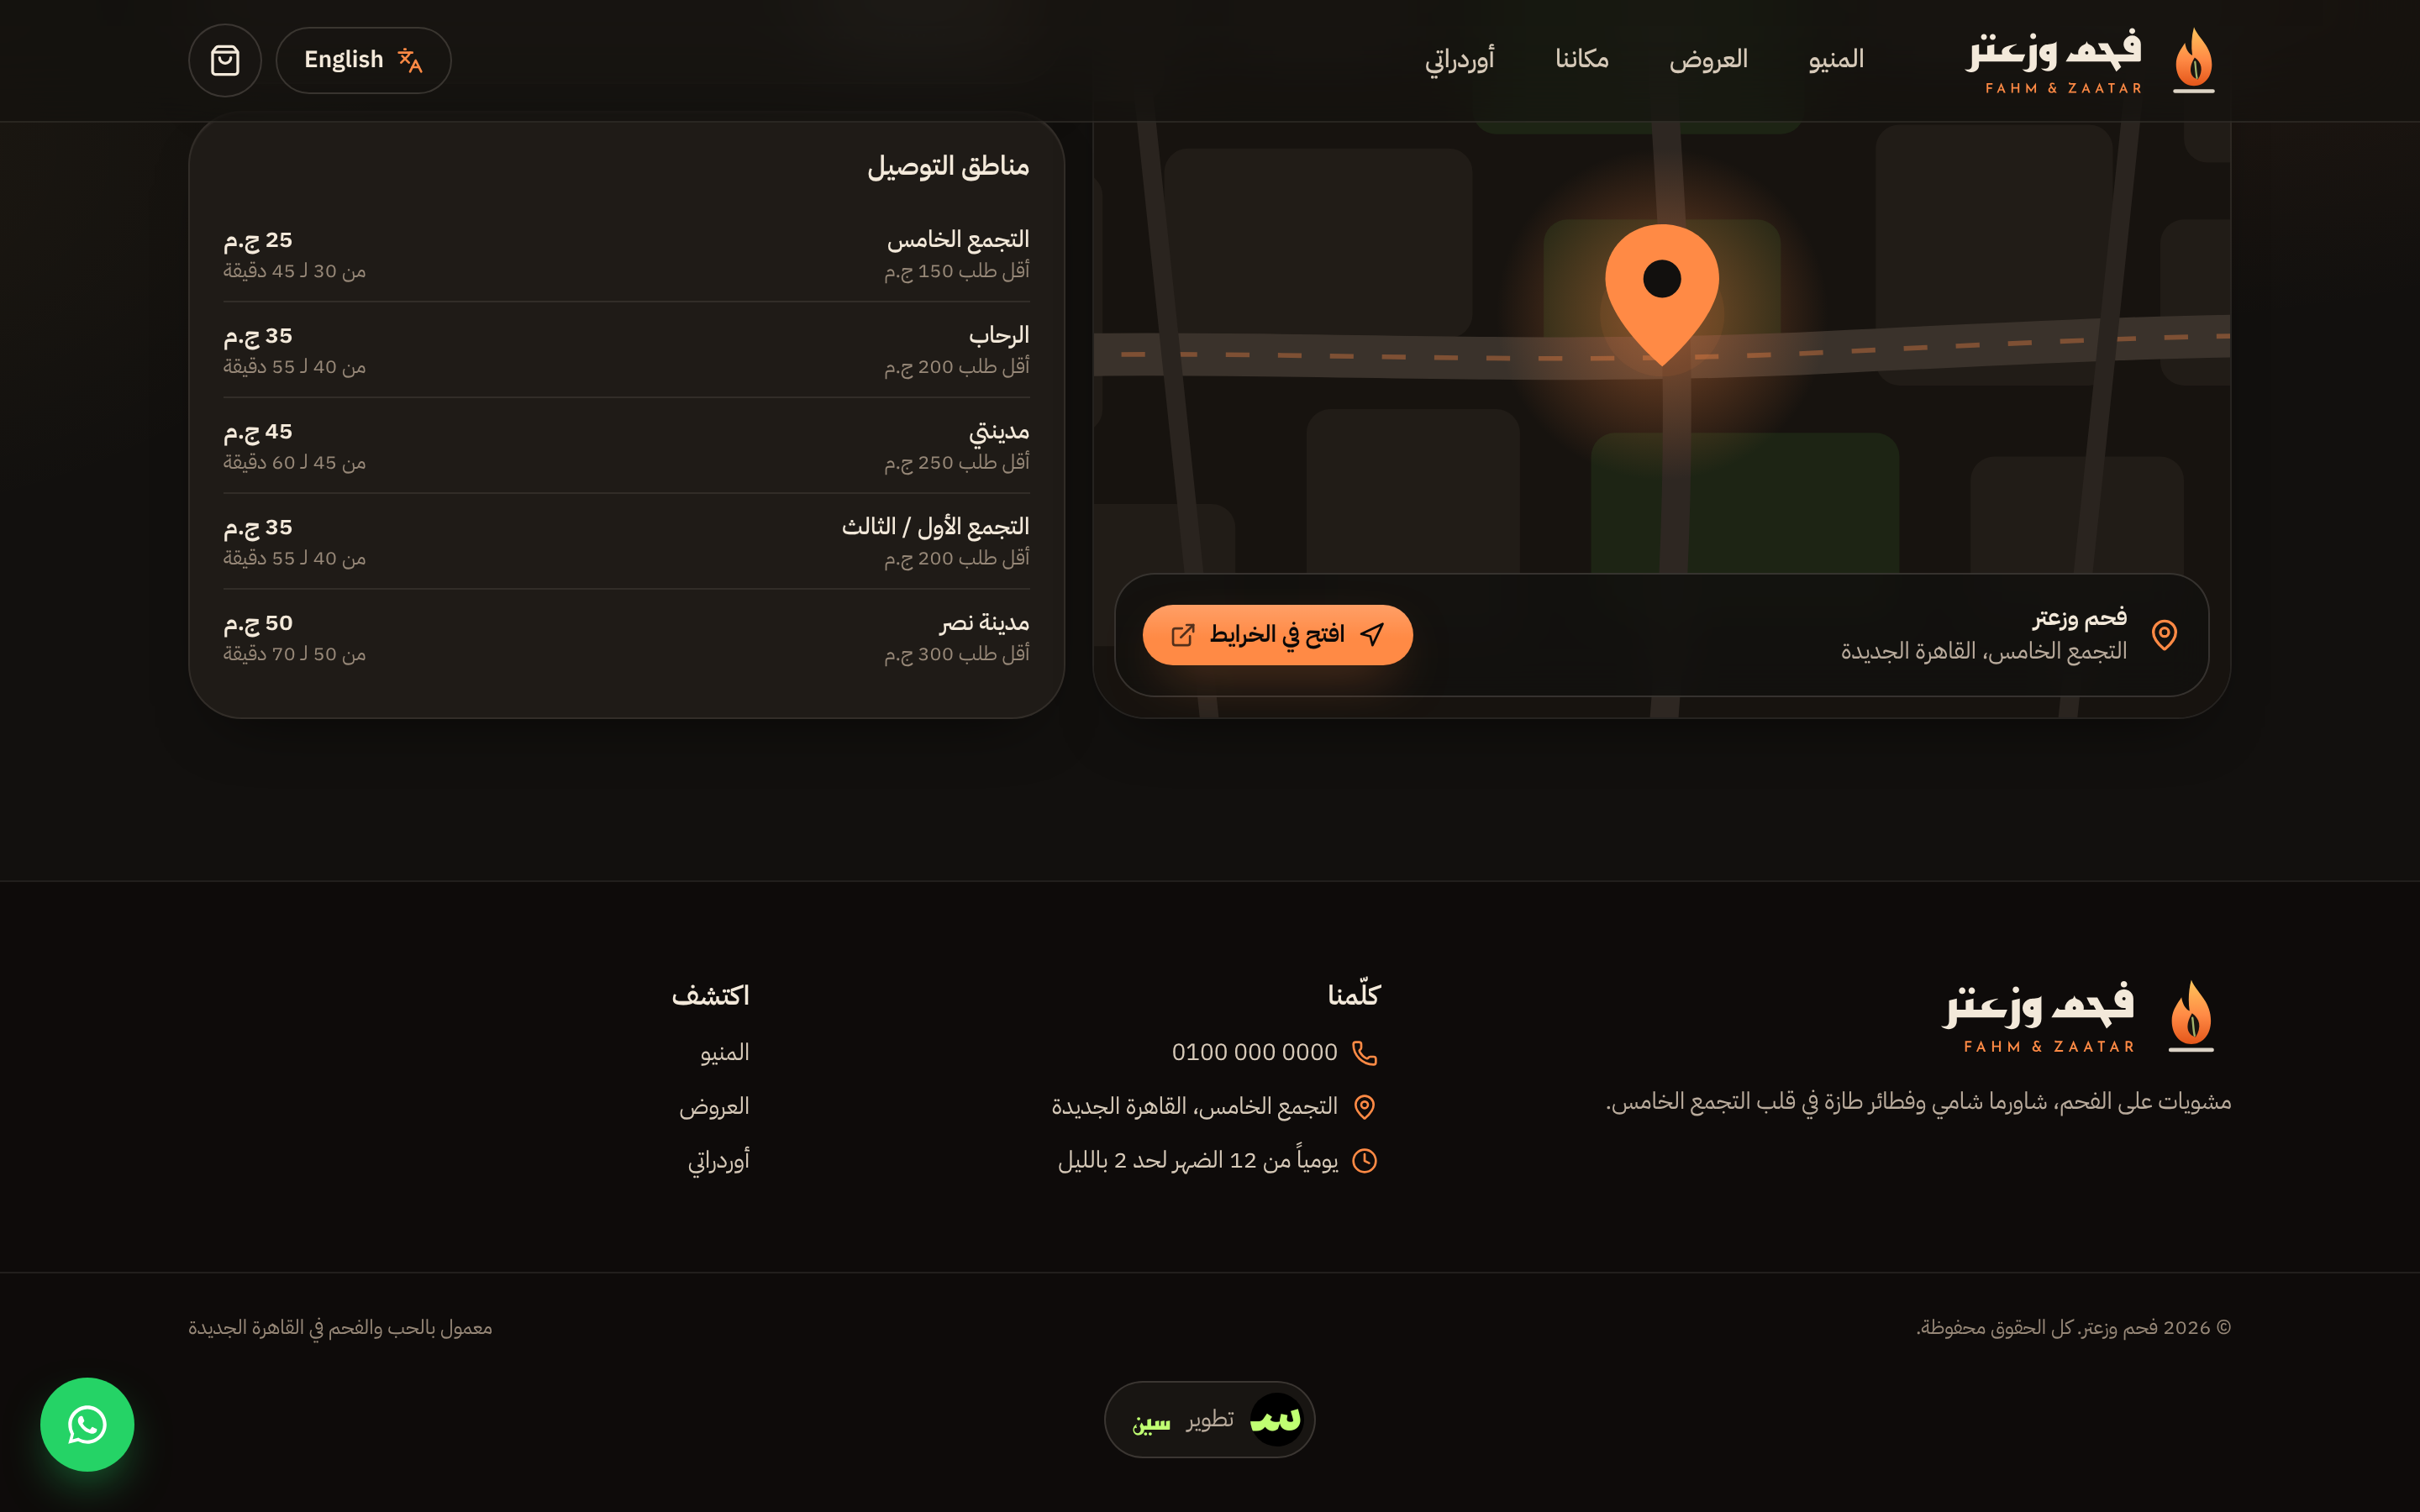 فحم وزعتر
FAHM & ZAATAR
المنيو
العروض
مكاننا
أوردراتي
English
فحم وزعتر
التجمع الخامس، القاهرة الجديدة
افتح في الخرايط
مناطق التوصيل
التجمع الخامس
25 ج.م
أقل طلب 150 ج.م
من 30 لـ 45 دقيقة
الرحاب
35 ج.م
أقل طلب 200 ج.م
من 40 لـ 55 دقيقة
مدينتي
45 ج.م
أقل طلب 250 ج.م
من 45 لـ 60 دقيقة
التجمع الأول / الثالث
35 ج.م
أقل طلب 200 ج.م
من 40 لـ 55 دقيقة
مدينة نصر
50 ج.م
أقل طلب 300 ج.م
من 50 لـ 70 دقيقة
فحم وزعتر
FAHM & ZAATAR
مشويات على الفحم، شاورما شامي وفطائر طازة في قلب التجمع الخامس.
كلّمنا
0100 000 0000
التجمع الخامس، القاهرة الجديدة
يومياً من 12 الضهر لحد 2 بالليل
اكتشف
المنيو
العروض
أوردراتي
© 2026 فحم وزعتر. كل الحقوق محفوظة.
معمول بالحب والفحم في القاهرة الجديدة
سـ
تطوير سين